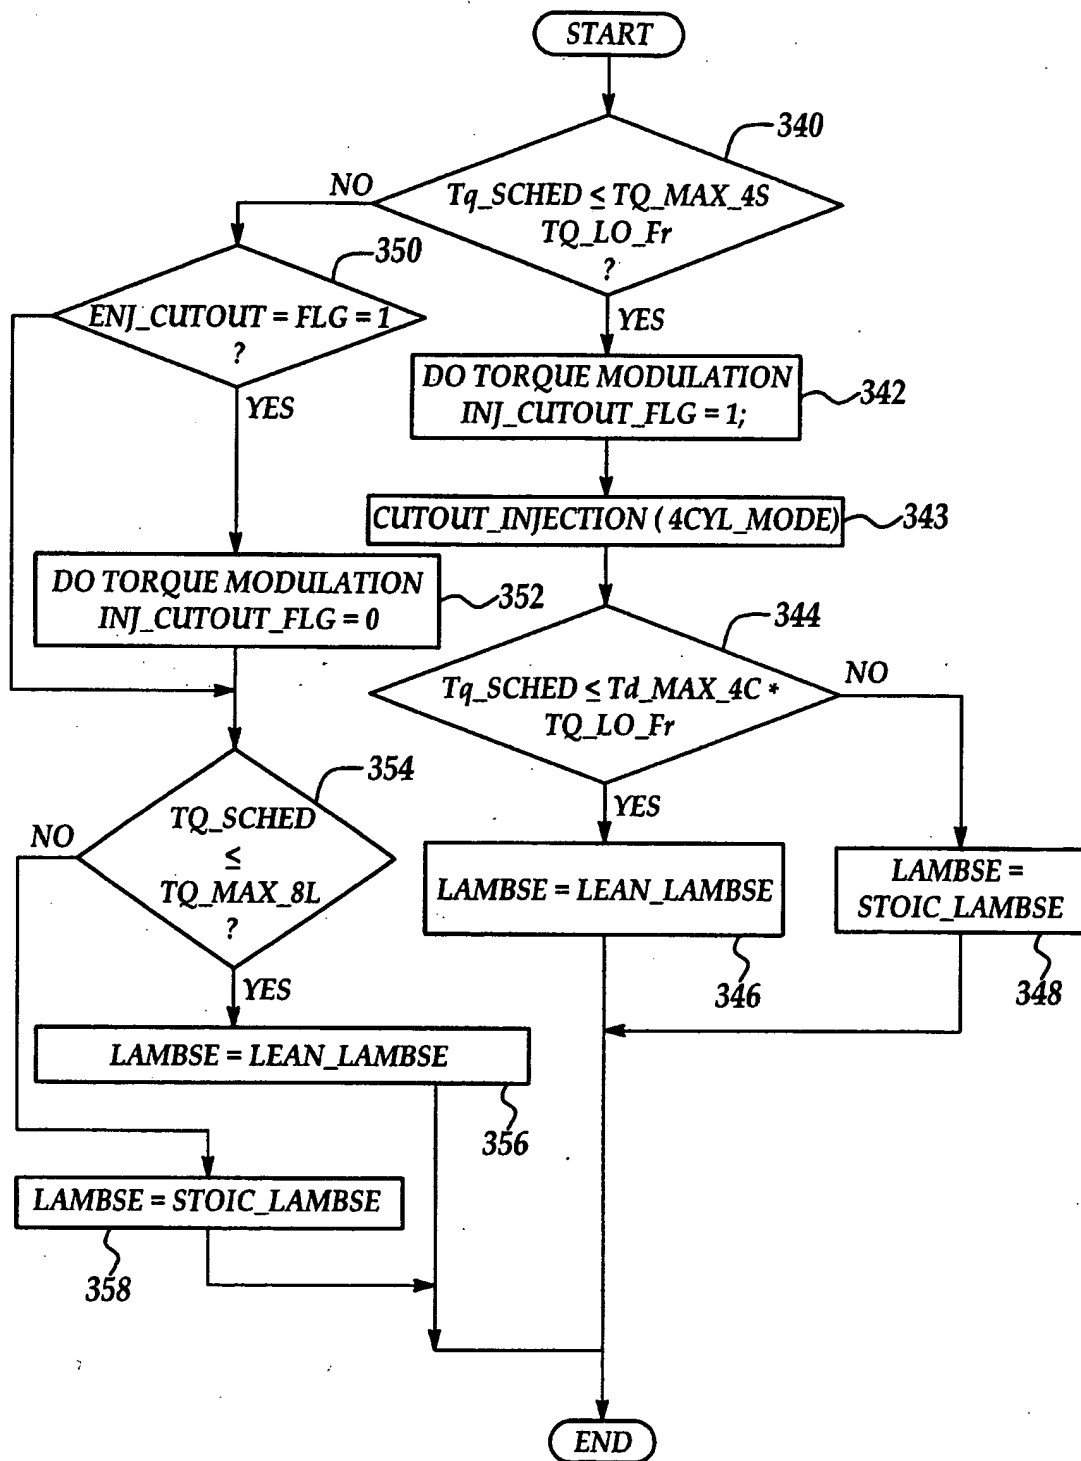 START
340
Tq_SCHED ≤ TQ_MAX_4S
TQ_LO_Fr
?
NO
YES
350
ENJ_CUTOUT = FLG = 1
?
YES
DO TORQUE MODULATION
INJ_CUTOUT_FLG = 1;
342
CUTOUT_INJECTION ( 4CYL_MODE)
343
DO TORQUE MODULATION
INJ_CUTOUT_FLG = 0
352
344
Tq_SCHED ≤ Td_MAX_4C *
TQ_LO_Fr
NO
YES
354
TQ_SCHED
≤
TQ_MAX_8L
?
NO
YES
LAMBSE = LEAN_LAMBSE
346
LAMBSE =
STOIC_LAMBSE
348
LAMBSE = LEAN_LAMBSE
356
LAMBSE = STOIC_LAMBSE
358
END